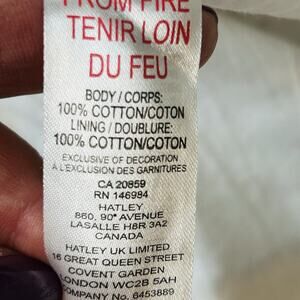 FROM FIRE
TENIR LOIN
DU FEU
BODY / CORPS:
100% COTTON/COTON
LINING / DOUBLURE:
100% COTTON/COTON
EXCLUSIVE OF DECORATION
A L'EXCLUSION DES GARNITURES
CA 20859
RN 146984
HATLEY
860, 90e AVENUE
LASALLE H8R 3A2
CANADA
HATLEY UK LIMITED
16 GREAT QUEEN STREET
COVENT GARDEN
LONDON WC2B 5AH
COMPANY No. 6453889